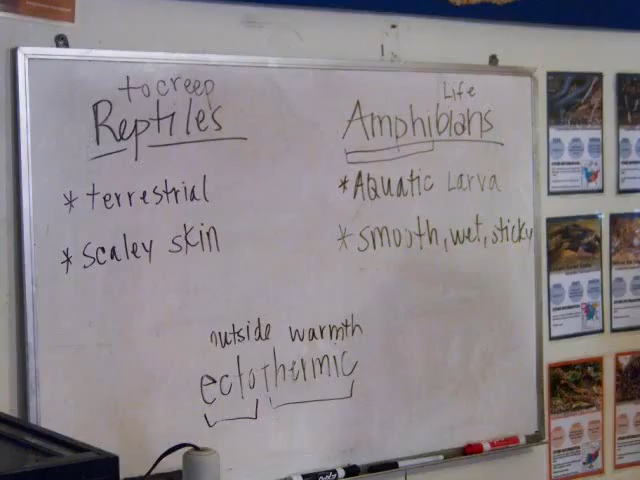 to creep
Reptiles
* terrestrial
* scaley skin
Life
Amphibians
* Aquatic Larva
* smooth, wet, sticky
outside warmth
ectothermic